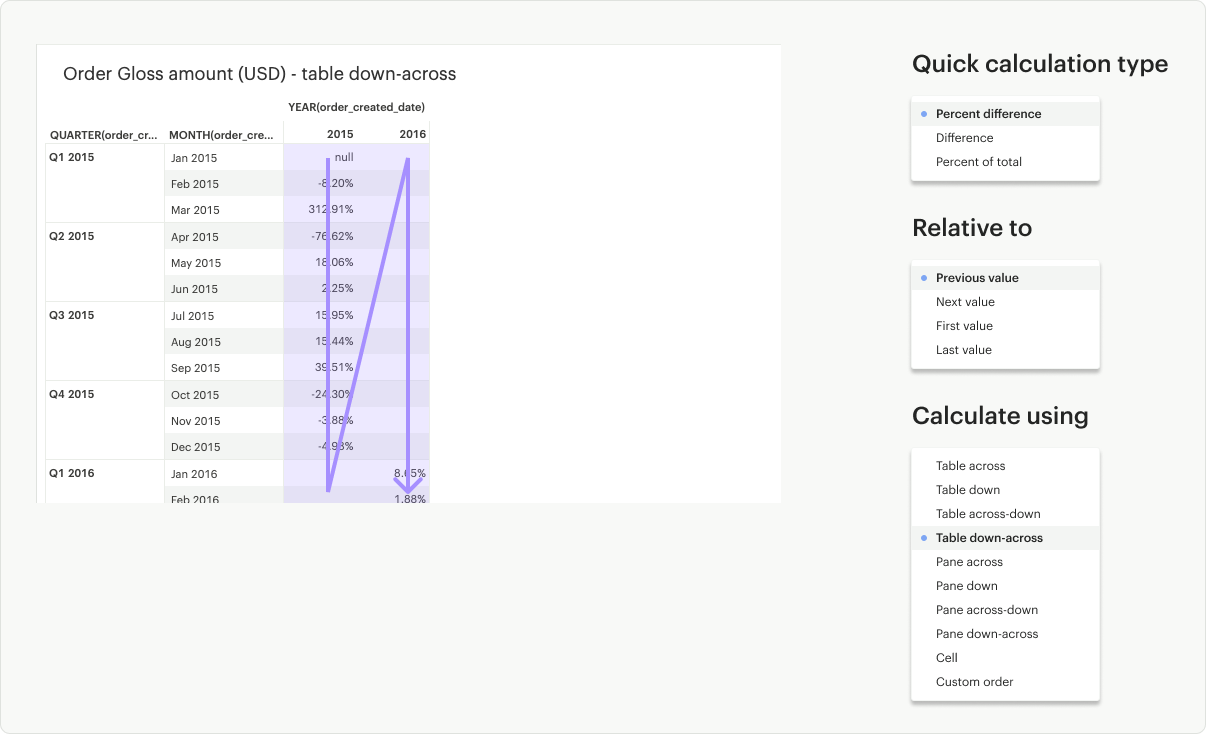 Order Gloss amount (USD) - table down-across
YEAR(order_created_date)
QUARTER(order_cr... MONTH(order_cre... 2015 2016
Q1 2015 Jan 2015 null
Feb 2015 -8.20%
Mar 2015 312.91%
Q2 2015 Apr 2015 -76.62%
May 2015 18.06%
Jun 2015 2.25%
Q3 2015 Jul 2015 15.95%
Aug 2015 15.44%
Sep 2015 39.51%
Q4 2015 Oct 2015 -24.30%
Nov 2015 -3.88%
Dec 2015 -4.93%
Q1 2016 Jan 2016 8.65%
Feb 2016 1.88%
Quick calculation type
Percent difference
Difference
Percent of total
Relative to
Previous value
Next value
First value
Last value
Calculate using
Table across
Table down
Table across-down
Table down-across
Pane across
Pane down
Pane across-down
Pane down-across
Cell
Custom order